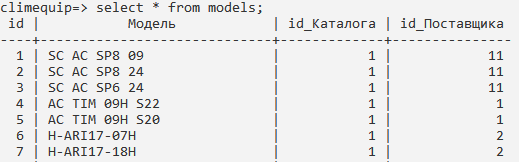 climequip=> select * from models;
id | Модель | id_Каталога | id_Поставщика
----+-----------------------------+-------------+---------------
1 | SC AC SP8 09 | 1 | 11
2 | SC AC SP8 24 | 1 | 11
3 | SC AC SP6 24 | 1 | 11
4 | AC TIM 09H S22 | 1 | 1
5 | AC TIM 09H S20 | 1 | 1
6 | H-ARI17-07H | 1 | 2
7 | H-ARI17-18H | 1 | 2